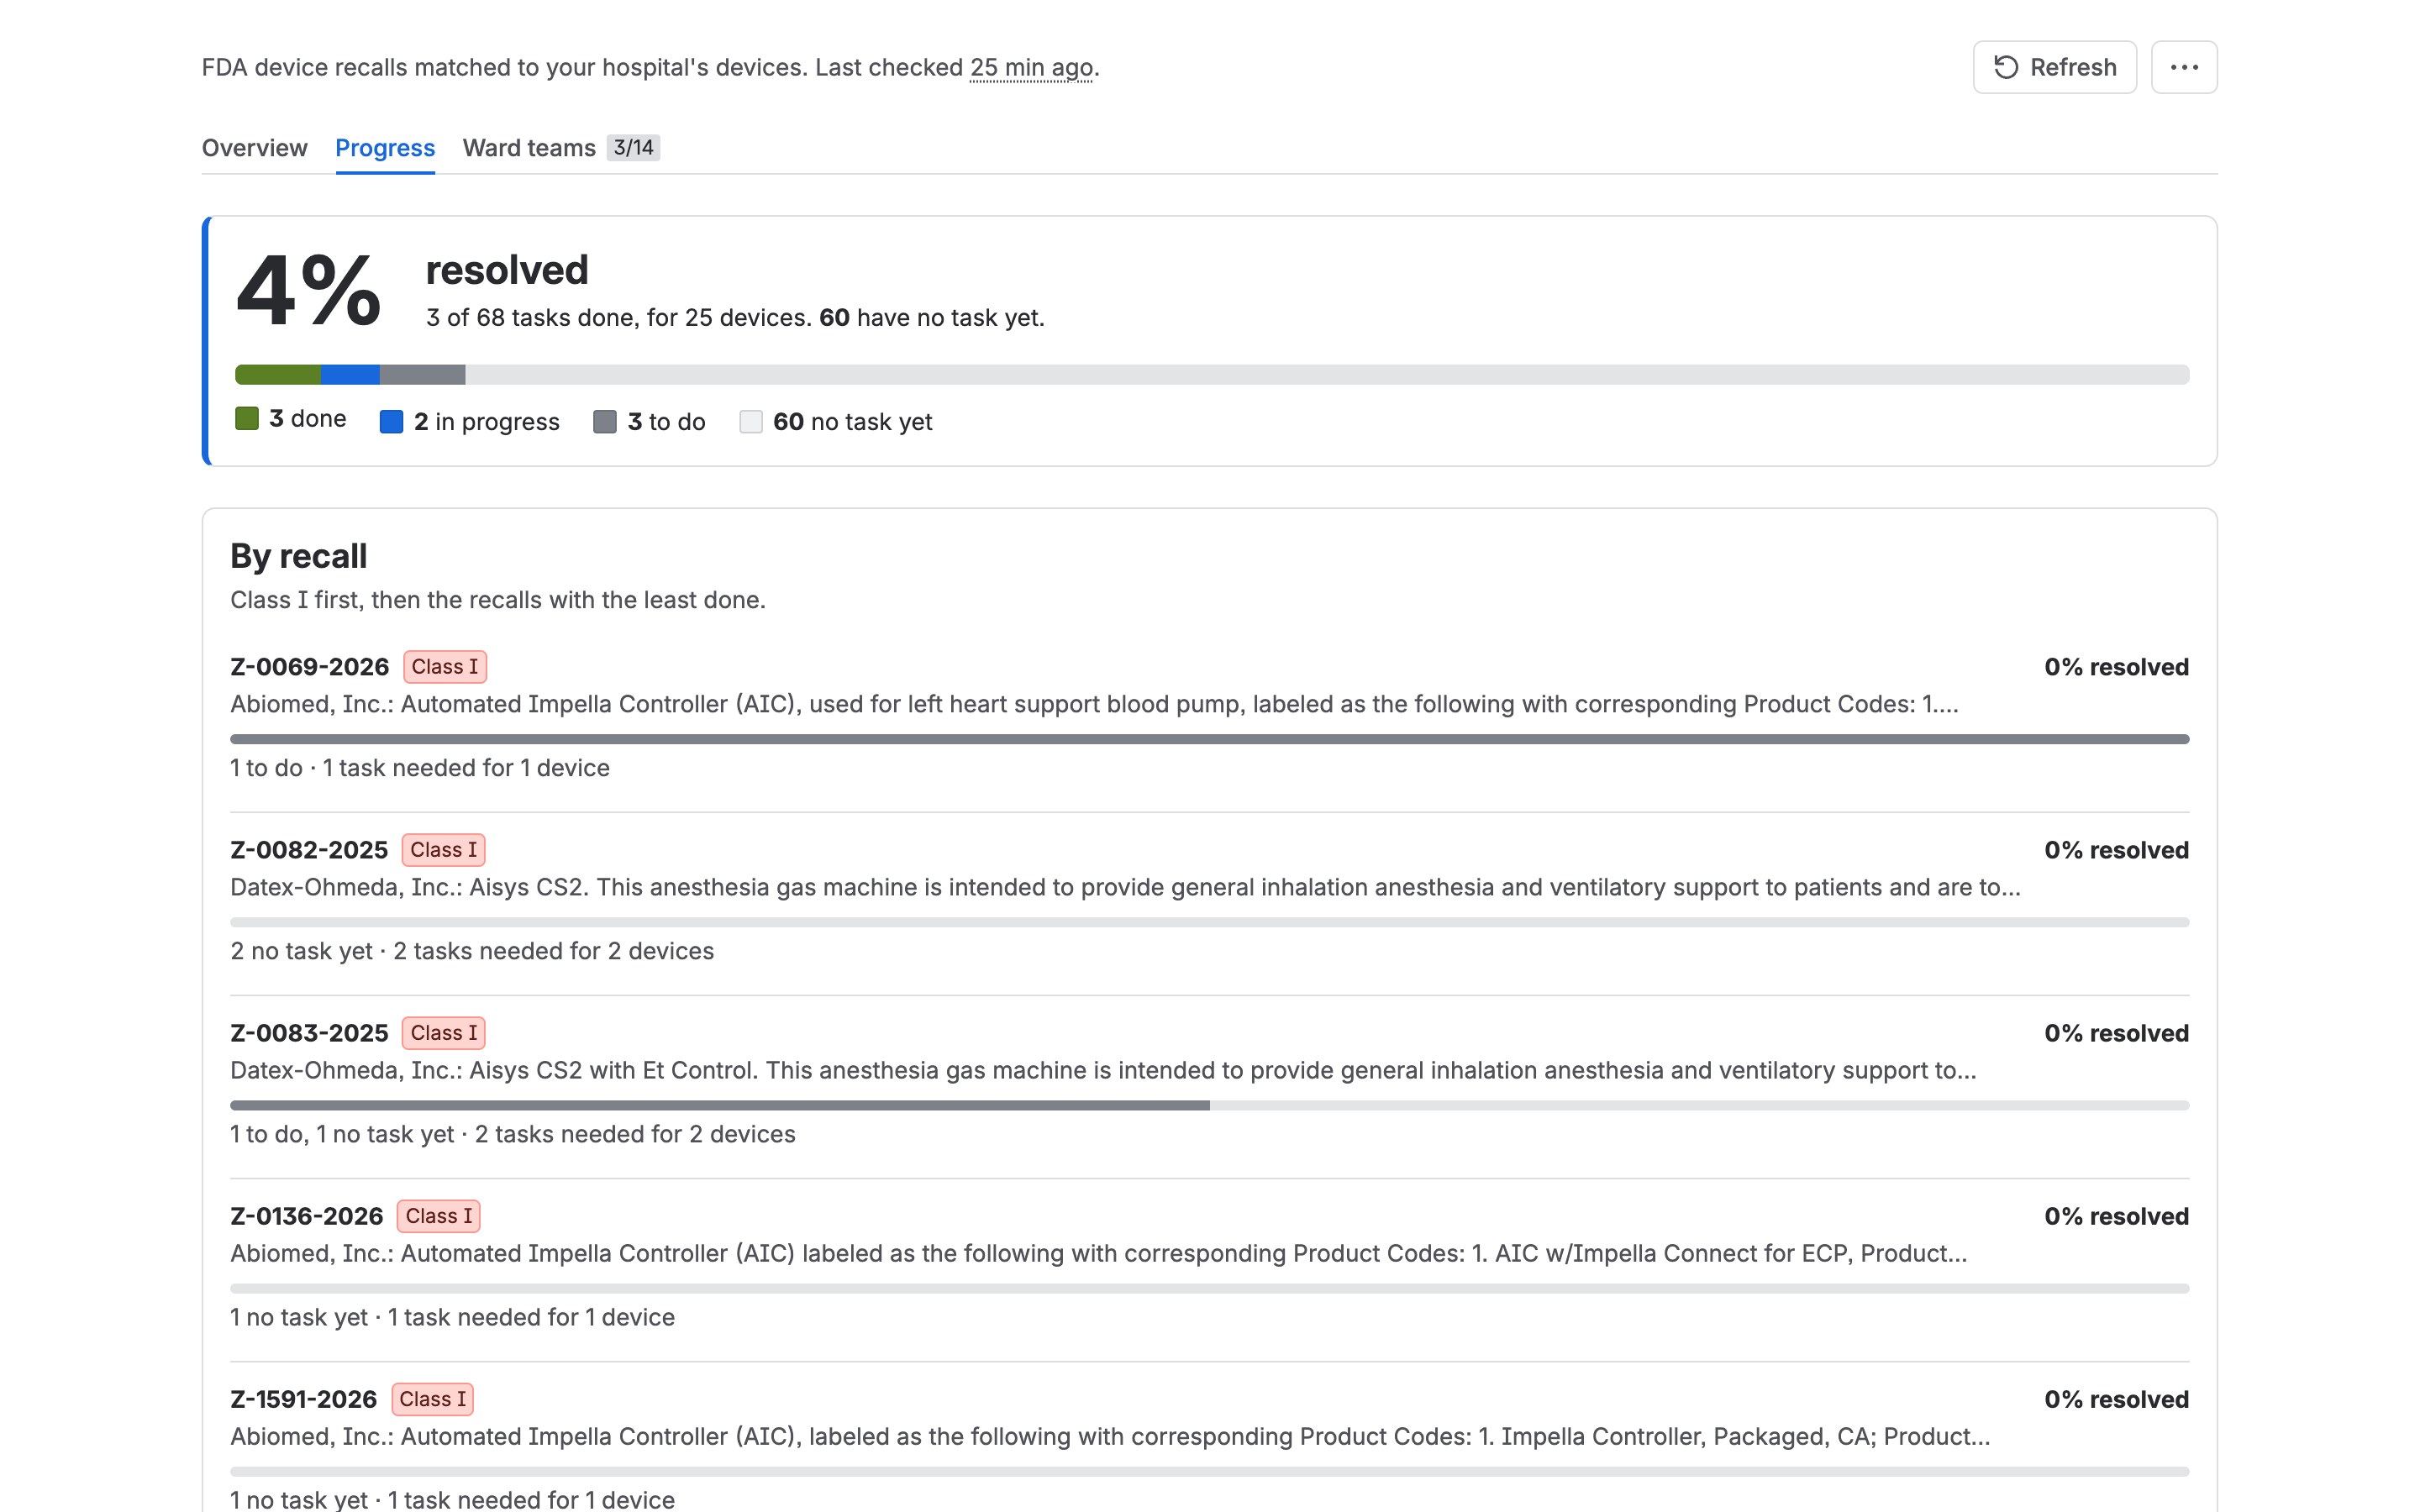 FDA device recalls matched to your hospital's devices. Last checked 25 min ago.
Refresh
Overview Progress Ward teams 3/14
4% resolved
3 of 68 tasks done, for 25 devices. 60 have no task yet.
3 done 2 in progress 3 to do 60 no task yet
By recall
Class I first, then the recalls with the least done.
Z-0069-2026 Class I 0% resolved
Abiomed, Inc.: Automated Impella Controller (AIC), used for left heart support blood pump, labeled as the following with corresponding Product Codes: 1....
1 to do · 1 task needed for 1 device
Z-0082-2025 Class I 0% resolved
Datex-Ohmeda, Inc.: Aisys CS2. This anesthesia gas machine is intended to provide general inhalation anesthesia and ventilatory support to patients and are to...
2 no task yet · 2 tasks needed for 2 devices
Z-0083-2025 Class I 0% resolved
Datex-Ohmeda, Inc.: Aisys CS2 with Et Control. This anesthesia gas machine is intended to provide general inhalation anesthesia and ventilatory support to...
1 to do, 1 no task yet · 2 tasks needed for 2 devices
Z-0136-2026 Class I 0% resolved
Abiomed, Inc.: Automated Impella Controller (AIC) labeled as the following with corresponding Product Codes: 1. AIC w/Impella Connect for ECP, Product...
1 no task yet · 1 task needed for 1 device
Z-1591-2026 Class I 0% resolved
Abiomed, Inc.: Automated Impella Controller (AIC), labeled as the following with corresponding Product Codes: 1. Impella Controller, Packaged, CA; Product...
1 no task yet · 1 task needed for 1 device